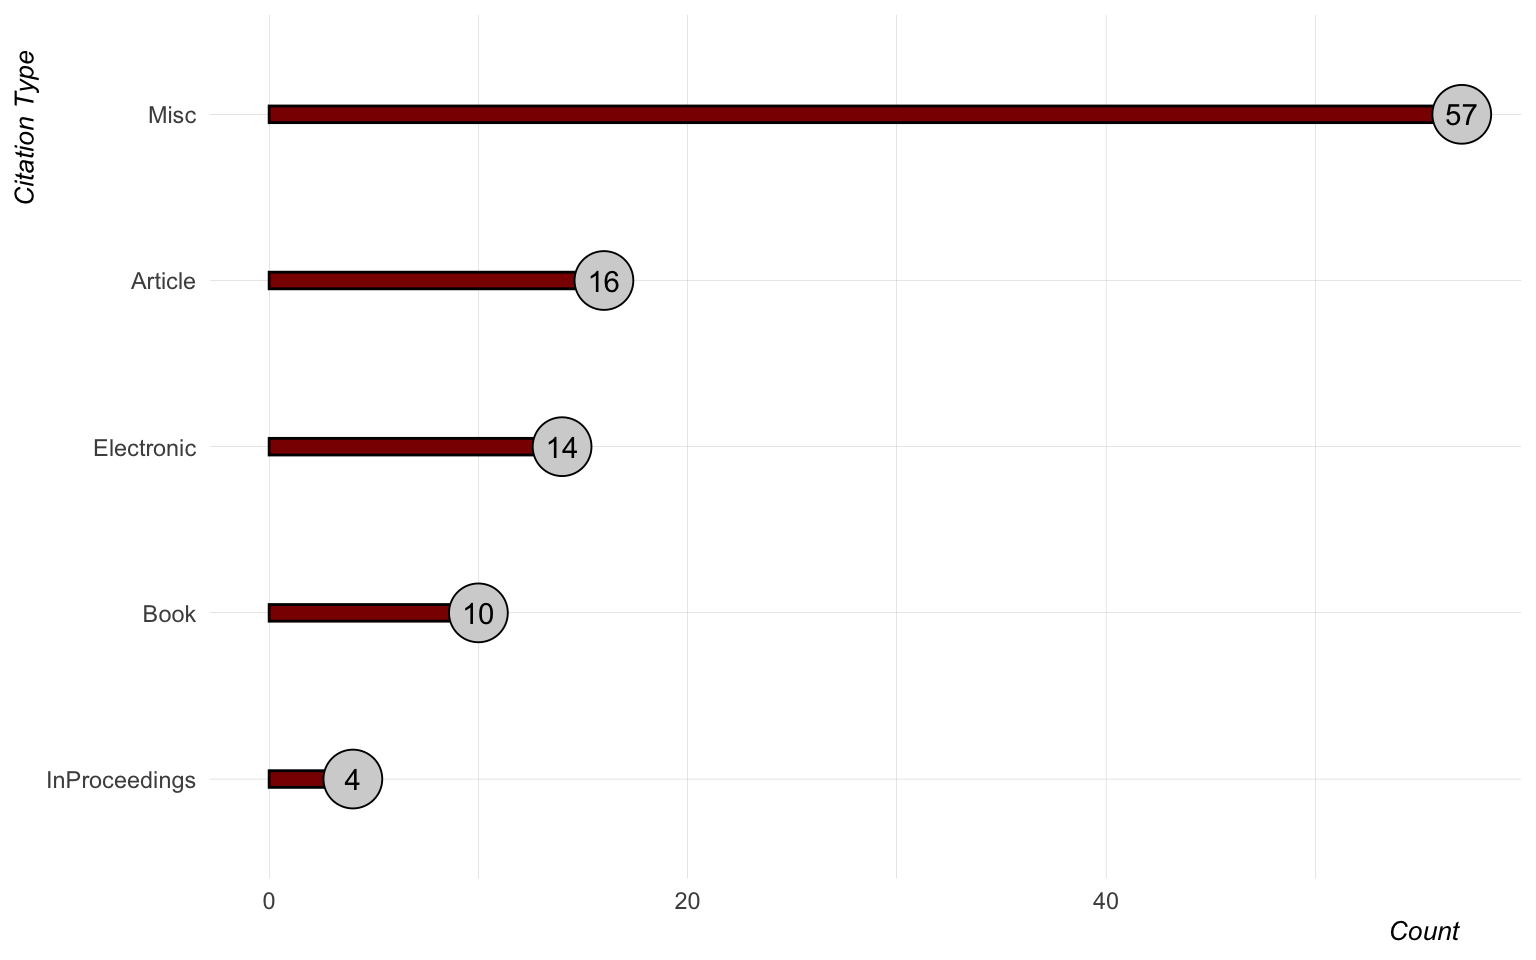 Citation Type
Misc
57
Article
16
Electronic
14
Book
10
InProceedings
4
0 20 40
Count